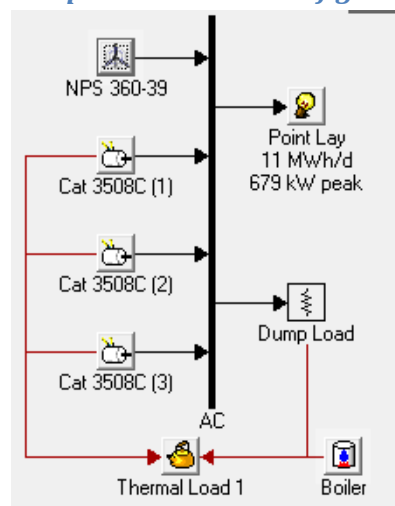 NPS 360-39
Cat 3508C (1)
Point Lay
11 MWh/d
679 kW peak
Cat 3508C (2)
Dump Load
Cat 3508C (3)
AC
Thermal Load 1
Boiler